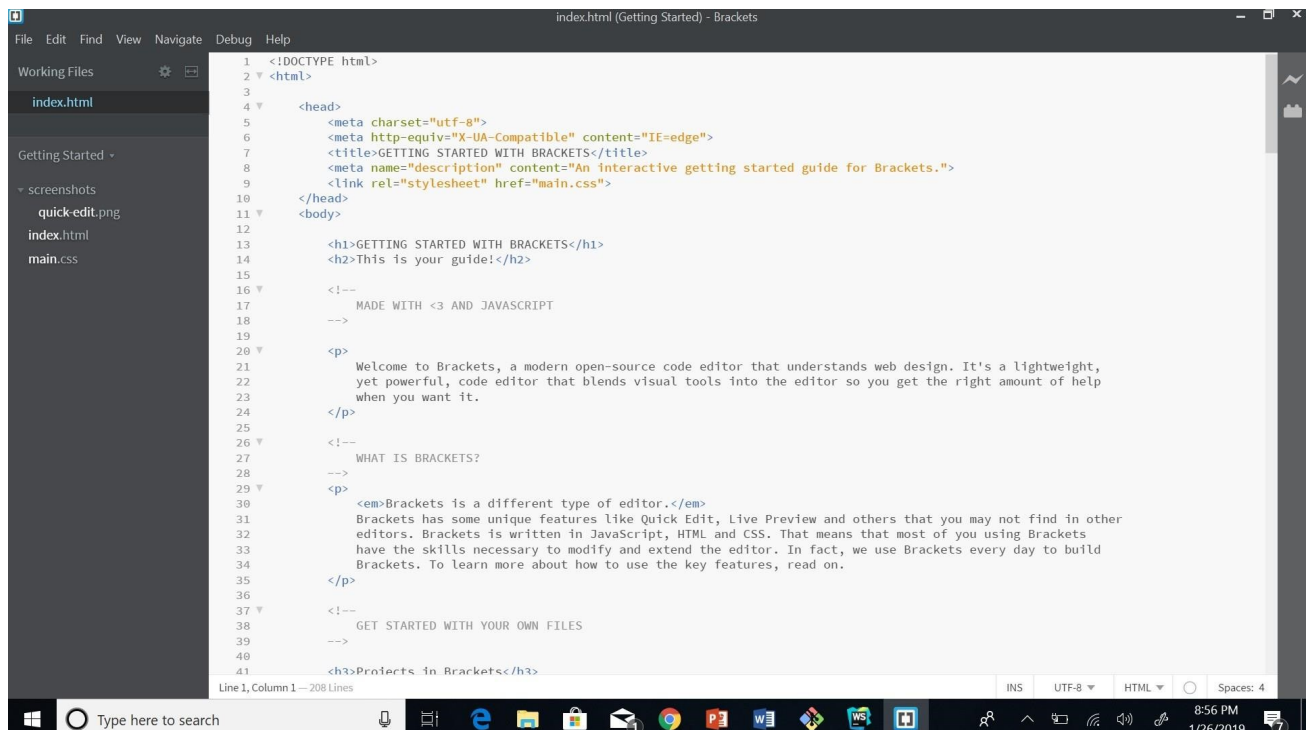 index.html (Getting Started) - Brackets
File Edit Find View Navigate Debug Help
Working Files
index.html
Getting Started
screenshots
quick-edit.png
index.html
main.css
1 <!DOCTYPE html>
2 <html>
3
4 <head>
5 <meta charset="utf-8">
6 <meta http-equiv="X-UA-Compatible" content="IE=edge">
7 <title>GETTING STARTED WITH BRACKETS</title>
8 <meta name="description" content="An interactive getting started guide for Brackets.">
9 <link rel="stylesheet" href="main.css">
10 </head>
11 <body>
12
13 <h1>GETTING STARTED WITH BRACKETS</h1>
14 <h2>This is your guide!</h2>
15
16 <!--
17 MADE WITH <3 AND JAVASCRIPT
18 -->
19
20 <p>
21 Welcome to Brackets, a modern open-source code editor that understands web design. It's a lightweight,
22 yet powerful, code editor that blends visual tools into the editor so you get the right amount of help
23 when you want it.
24 </p>
25
26 <!--
27 WHAT IS BRACKETS?
28 -->
29 <p>
30 <em>Brackets is a different type of editor.</em>
31 Brackets has some unique features like Quick Edit, Live Preview and others that you may not find in other
32 editors. Brackets is written in JavaScript, HTML and CSS. That means that most of you using Brackets
33 have the skills necessary to modify and extend the editor. In fact, we use Brackets every day to build
34 Brackets. To learn more about how to use the key features, read on.
35 </p>
36
37 <!--
38 GET STARTED WITH YOUR OWN FILES
39 -->
40
41 <h3>Projects in Brackets</h3>
Line 1, Column 1 — 208 Lines
INS UTF-8 HTML Spaces: 4
Type here to search
8:56 PM
1/26/2019